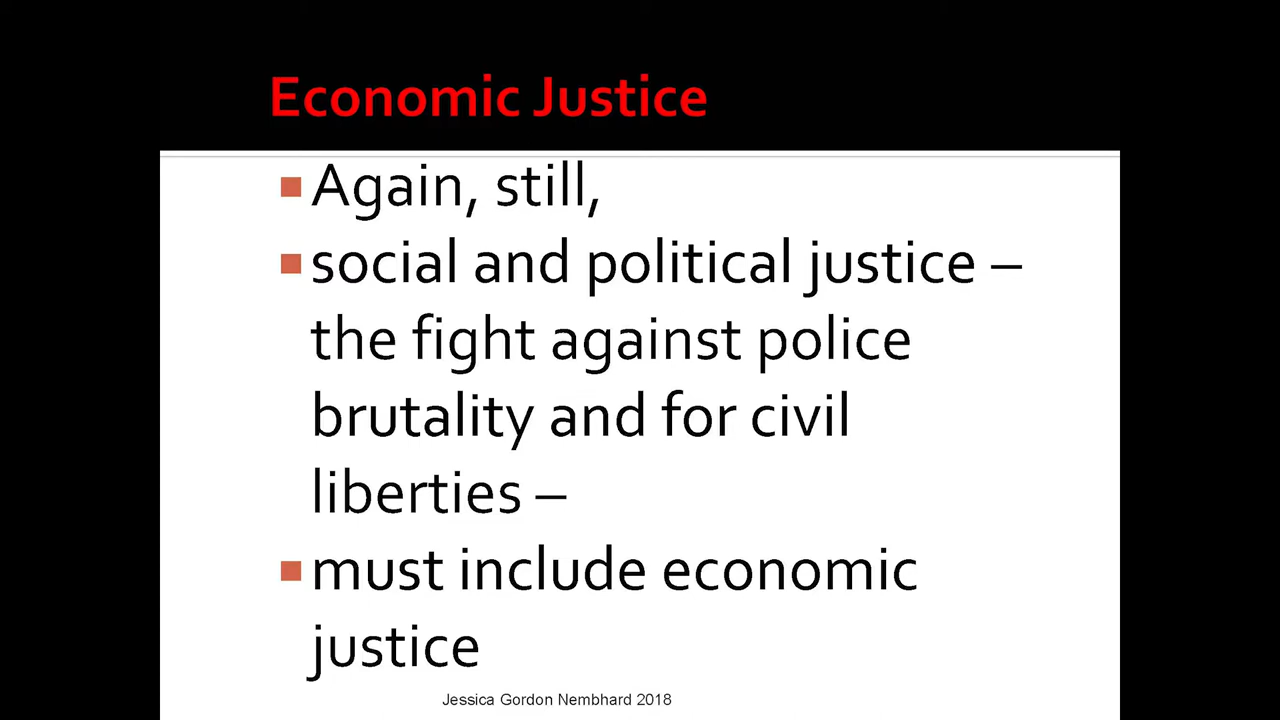 Economic Justice
Again, still,
social and political justice –
the fight against police
brutality and for civil
liberties –
must include economic
justice
Jessica Gordon Nembhard 2018